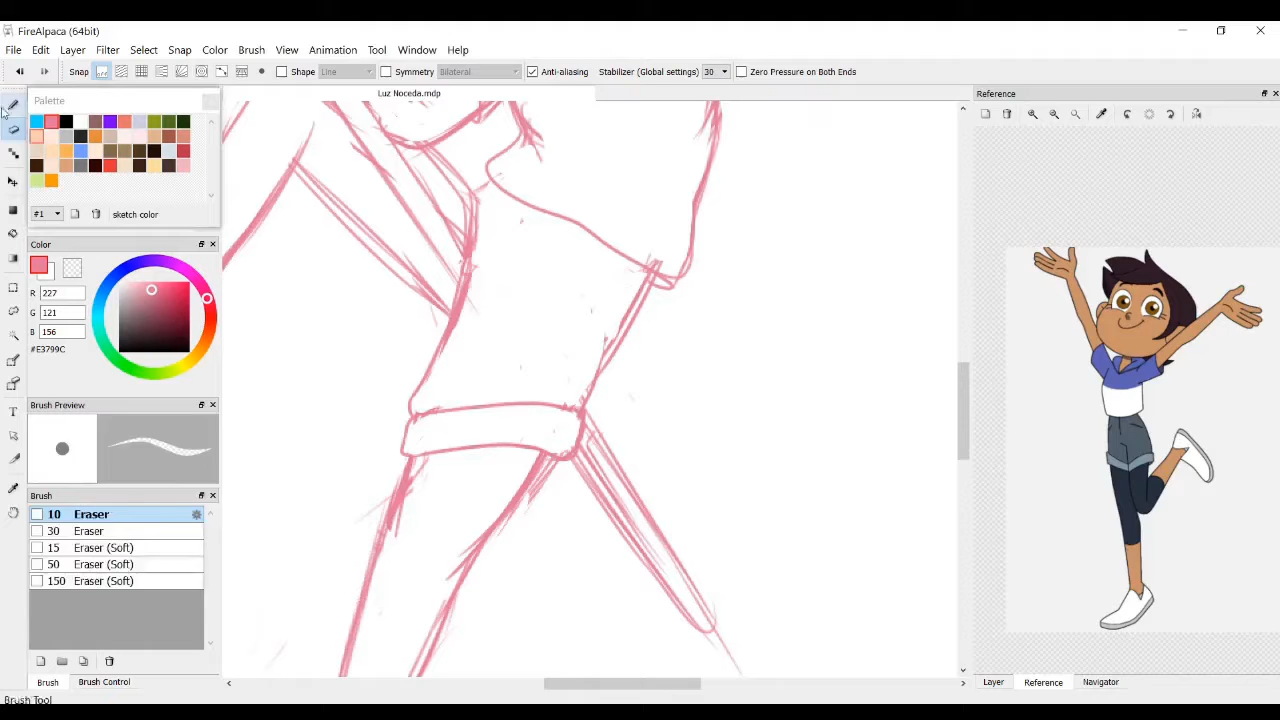 FireAlpaca (64bit)
File Edit Layer Filter Select Snap Color Brush View Animation Tool Window Help
Snap off Shape Line Symmetry Bilateral Anti-aliasing Stabilizer (Global settings) 30 Zero Pressure on Both Ends
Palette
Luz Noceda.mdp
Reference
#1 sketch color
Color
R 227
G 121
B 156
#E3799C
Brush Preview
Brush
10 Eraser
30 Eraser
15 Eraser (Soft)
50 Eraser (Soft)
150 Eraser (Soft)
Brush Brush Control
Layer Reference Navigator
Brush Tool